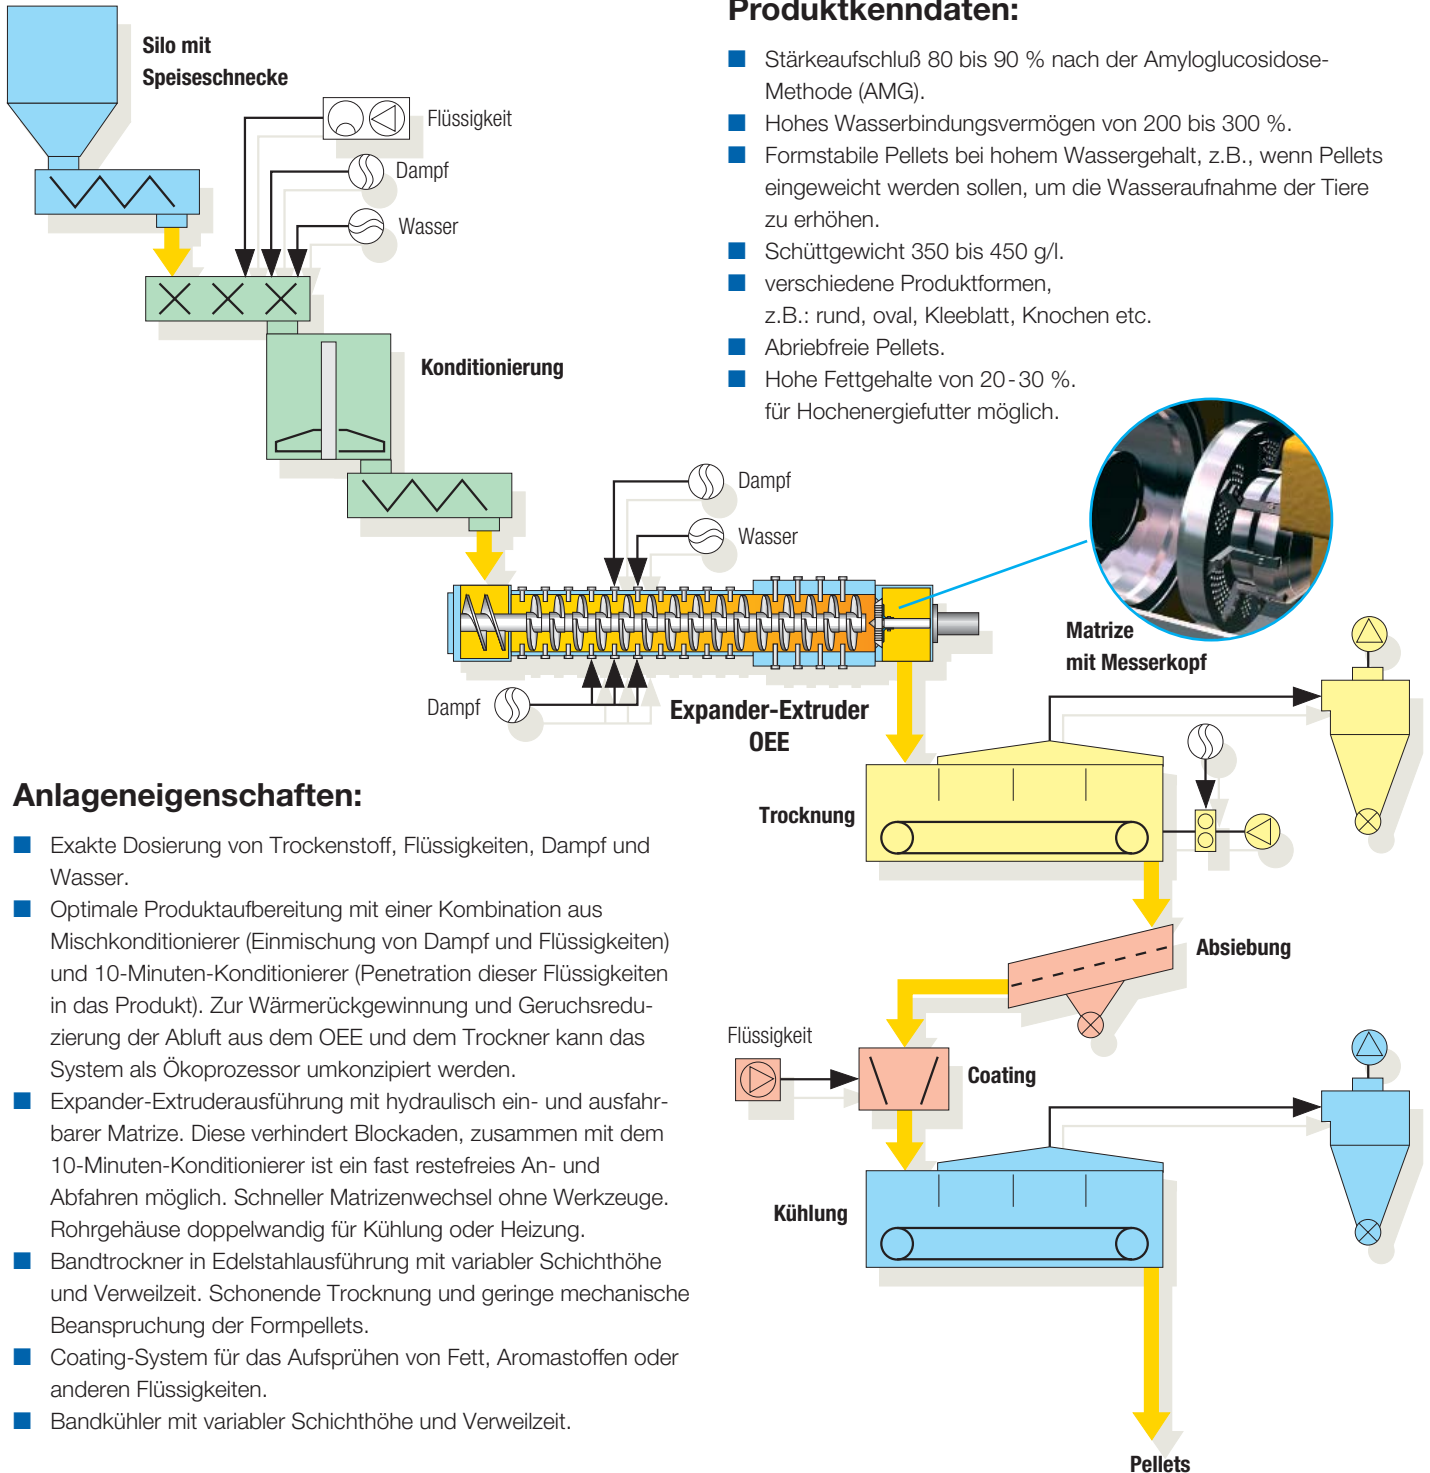 Produktkenndaten:
Stärkeaufschluß 80 bis 90 % nach der Amyloglucosidose-
Methode (AMG).
Hohes Wasserbindungsvermögen von 200 bis 300 %.
Formstabile Pellets bei hohem Wassergehalt, z.B., wenn Pellets
eingeweicht werden sollen, um die Wasseraufnahme der Tiere
zu erhöhen.
Schüttgewicht 350 bis 450 g/l.
verschiedene Produktformen,
z.B.: rund, oval, Kleeblatt, Knochen etc.
Abriebfreie Pellets.
Hohe Fettgehalte von 20-30 %.
für Hochenergiefutter möglich.
Silo mit
Speiseschnecke
Flüssigkeit
Dampf
Wasser
Konditionierung
Dampf
Wasser
Dampf
Expander-Extruder
OEE
Matrize
mit Messerkopf
Trocknung
Absiebung
Flüssigkeit
Coating
Kühlung
Pellets
Anlageneigenschaften:
Exakte Dosierung von Trockenstoff, Flüssigkeiten, Dampf und
Wasser.
Optimale Produktaufbereitung mit einer Kombination aus
Mischkonditionierer (Einmischung von Dampf und Flüssigkeiten)
und 10-Minuten-Konditionierer (Penetration dieser Flüssigkeiten
in das Produkt). Zur Wärmerückgewinnung und Geruchsredu-
zierung der Abluft aus dem OEE und dem Trockner kann das
System als Ökoprozessor umkonzipiert werden.
Expander-Extruderausführung mit hydraulisch ein- und ausfahr-
barer Matrize. Diese verhindert Blockaden, zusammen mit dem
10-Minuten-Konditionierer ist ein fast restefreies An- und
Abfahren möglich. Schneller Matrizenwechsel ohne Werkzeuge.
Rohrgehäuse doppelwandig für Kühlung oder Heizung.
Bandtrockner in Edelstahlausführung mit variabler Schichthöhe
und Verweilzeit. Schonende Trocknung und geringe mechanische
Beanspruchung der Formpellets.
Coating-System für das Aufsprühen von Fett, Aromastoffen oder
anderen Flüssigkeiten.
Bandkühler mit variabler Schichthöhe und Verweilzeit.